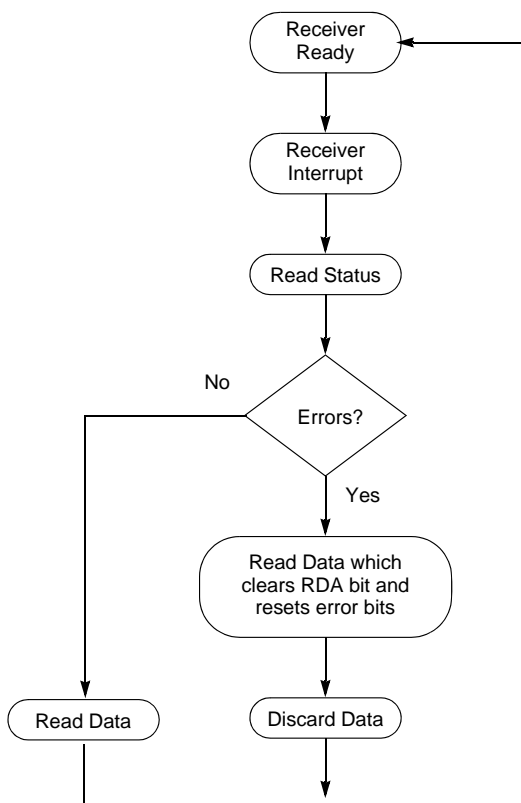 Receiver
Ready
Receiver
Interrupt
Read Status
No
Errors?
Yes
Read Data which
clears RDA bit and
resets error bits
Read Data
Discard Data